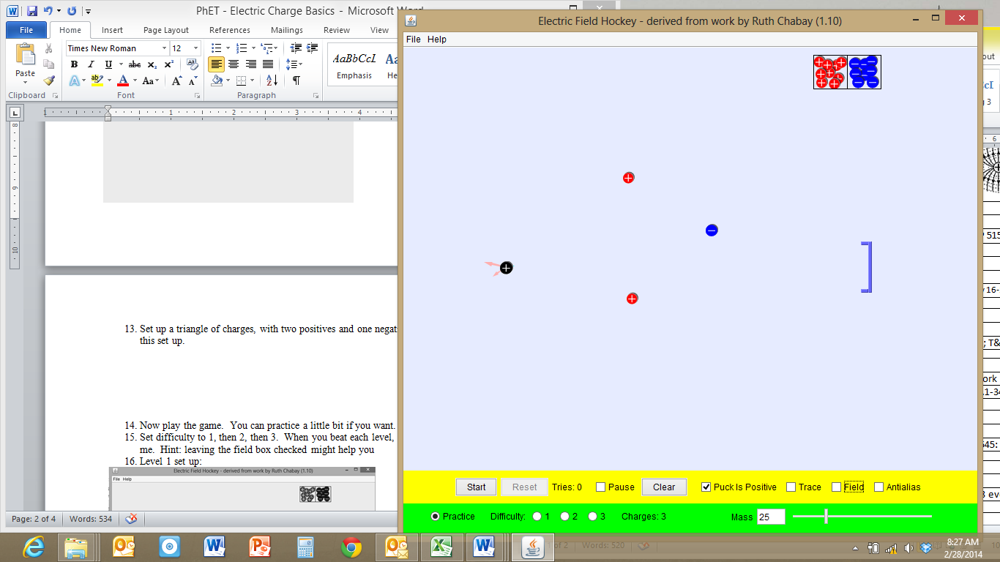 PhET - Electric Charge Basics - Microsoft Word
File Home Insert Page Layout References Mailings Review View
Times New Roman 12
AaBbCcI
Paste
Emphasis
Clipboard Font Paragraph
13. Set up a triangle of charges, with two positives and one negat
this set up.
14. Now play the game. You can practice a little bit if you want.
15. Set difficulty to 1, then 2, then 3. When you beat each level,
me. Hint: leaving the field box checked might help you
16. Level 1 set up:
Electric Field Hockey - derived from work by Ruth Chabay (1.10)
File Help
Page: 2 of 4 Words: 534
Electric Field Hockey - derived from work by Ruth Chabay (1.10)
File Help
Start Reset Tries: 0 Pause Clear Puck Is Positive Trace Field Antialias
Practice Difficulty: 1 2 3 Charges: 3 Mass 25
of 2 Words: 520
8:27 AM
2/28/2014